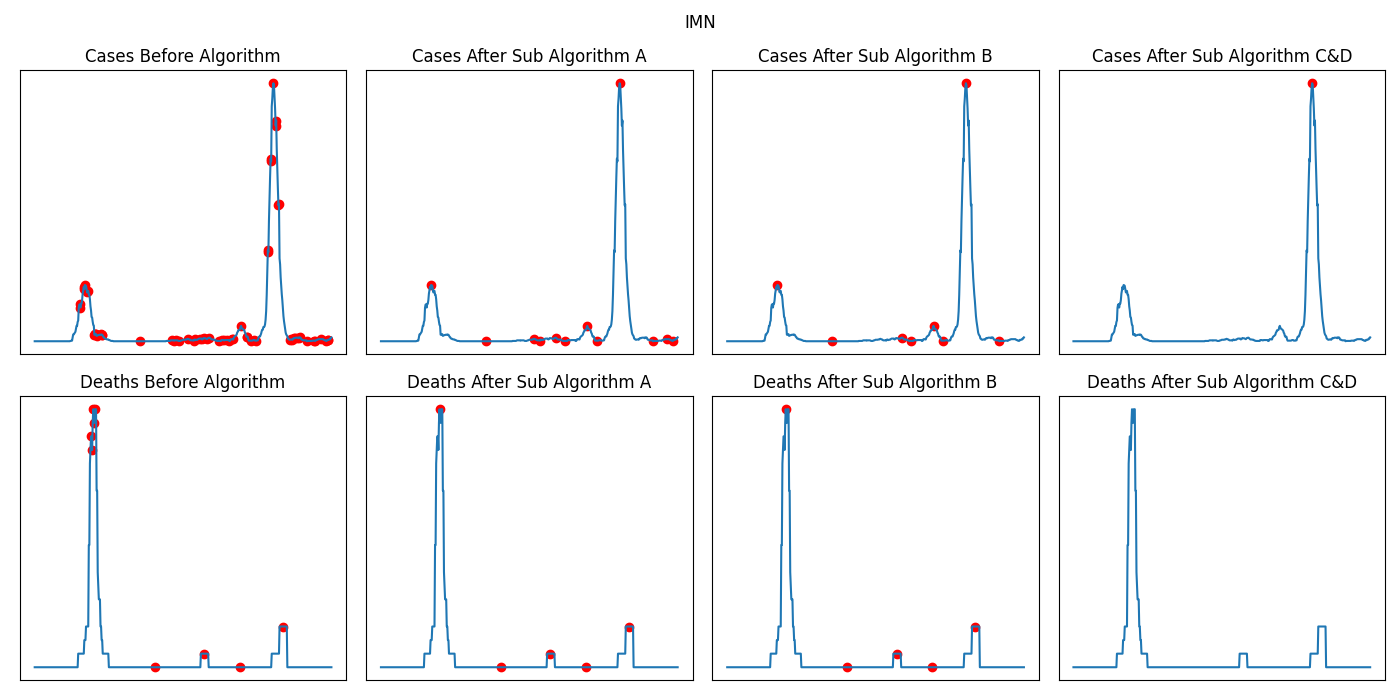 IMN
Cases Before Algorithm
Cases After Sub Algorithm A
Cases After Sub Algorithm B
Cases After Sub Algorithm C&D
Deaths Before Algorithm
Deaths After Sub Algorithm A
Deaths After Sub Algorithm B
Deaths After Sub Algorithm C&D